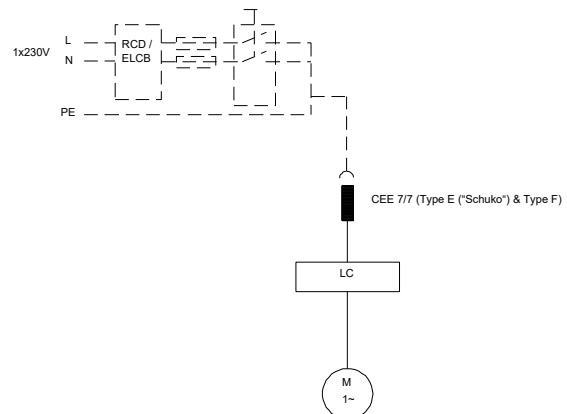 L
RCD /
1x230V
ELCB
N
PE
CEE 7/7 (Type E ("Schuko") & Type F)
LC
M
1~